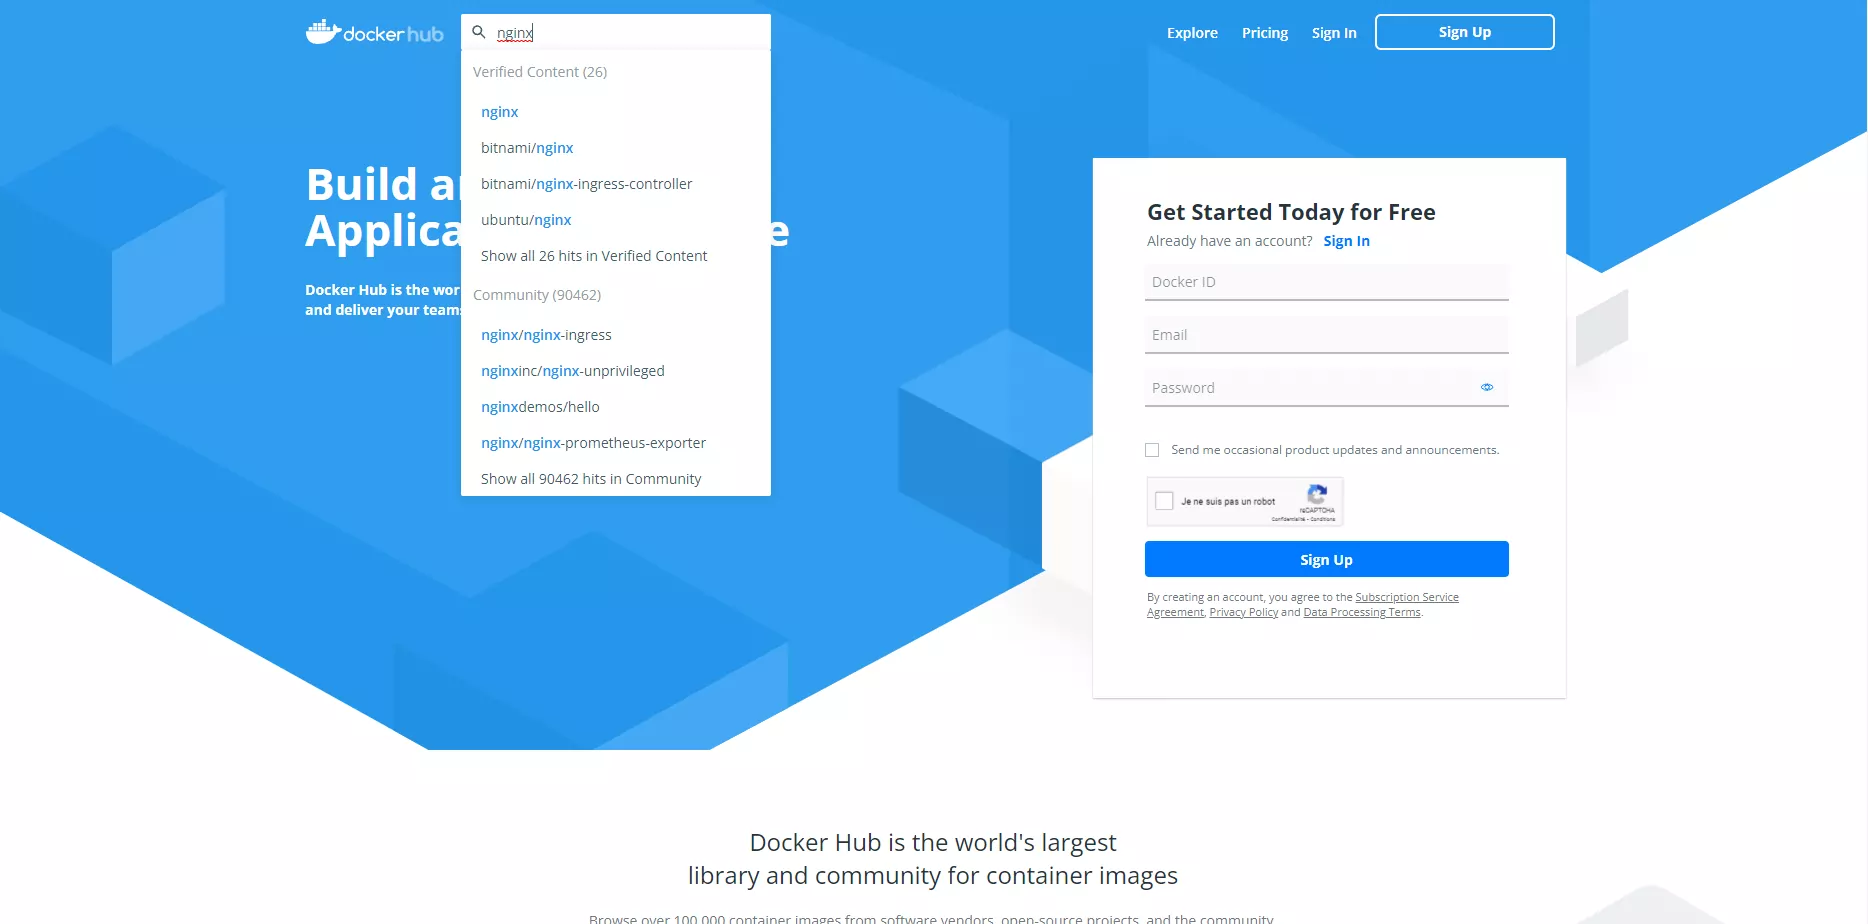 docker hub
nginx
Explore
Pricing
Sign In
Sign Up
Verified Content (26)
nginx
bitnami/nginx
bitnami/nginx-ingress-controller
ubuntu/nginx
Show all 26 hits in Verified Content
Community (90462)
nginx/nginx-ingress
nginxinc/nginx-unprivileged
nginxdemos/hello
nginx/nginx-prometheus-exporter
Show all 90462 hits in Community
Build
Docker Hub is the
and deliver your
Get Started Today for Free
Already have an account? Sign In
Docker ID
Email
Password
Send me occasional product updates and announcements.
Je ne suis pas un robot
reCAPTCHA
Confidentialité - Conditions
Sign Up
By creating an account, you agree to the Subscription Service
Agreement, Privacy Policy and Data Processing Terms.
Docker Hub is the world's largest
library and community for container images
Browse over 100,000 container images from software vendors, open-source projects, and the community.